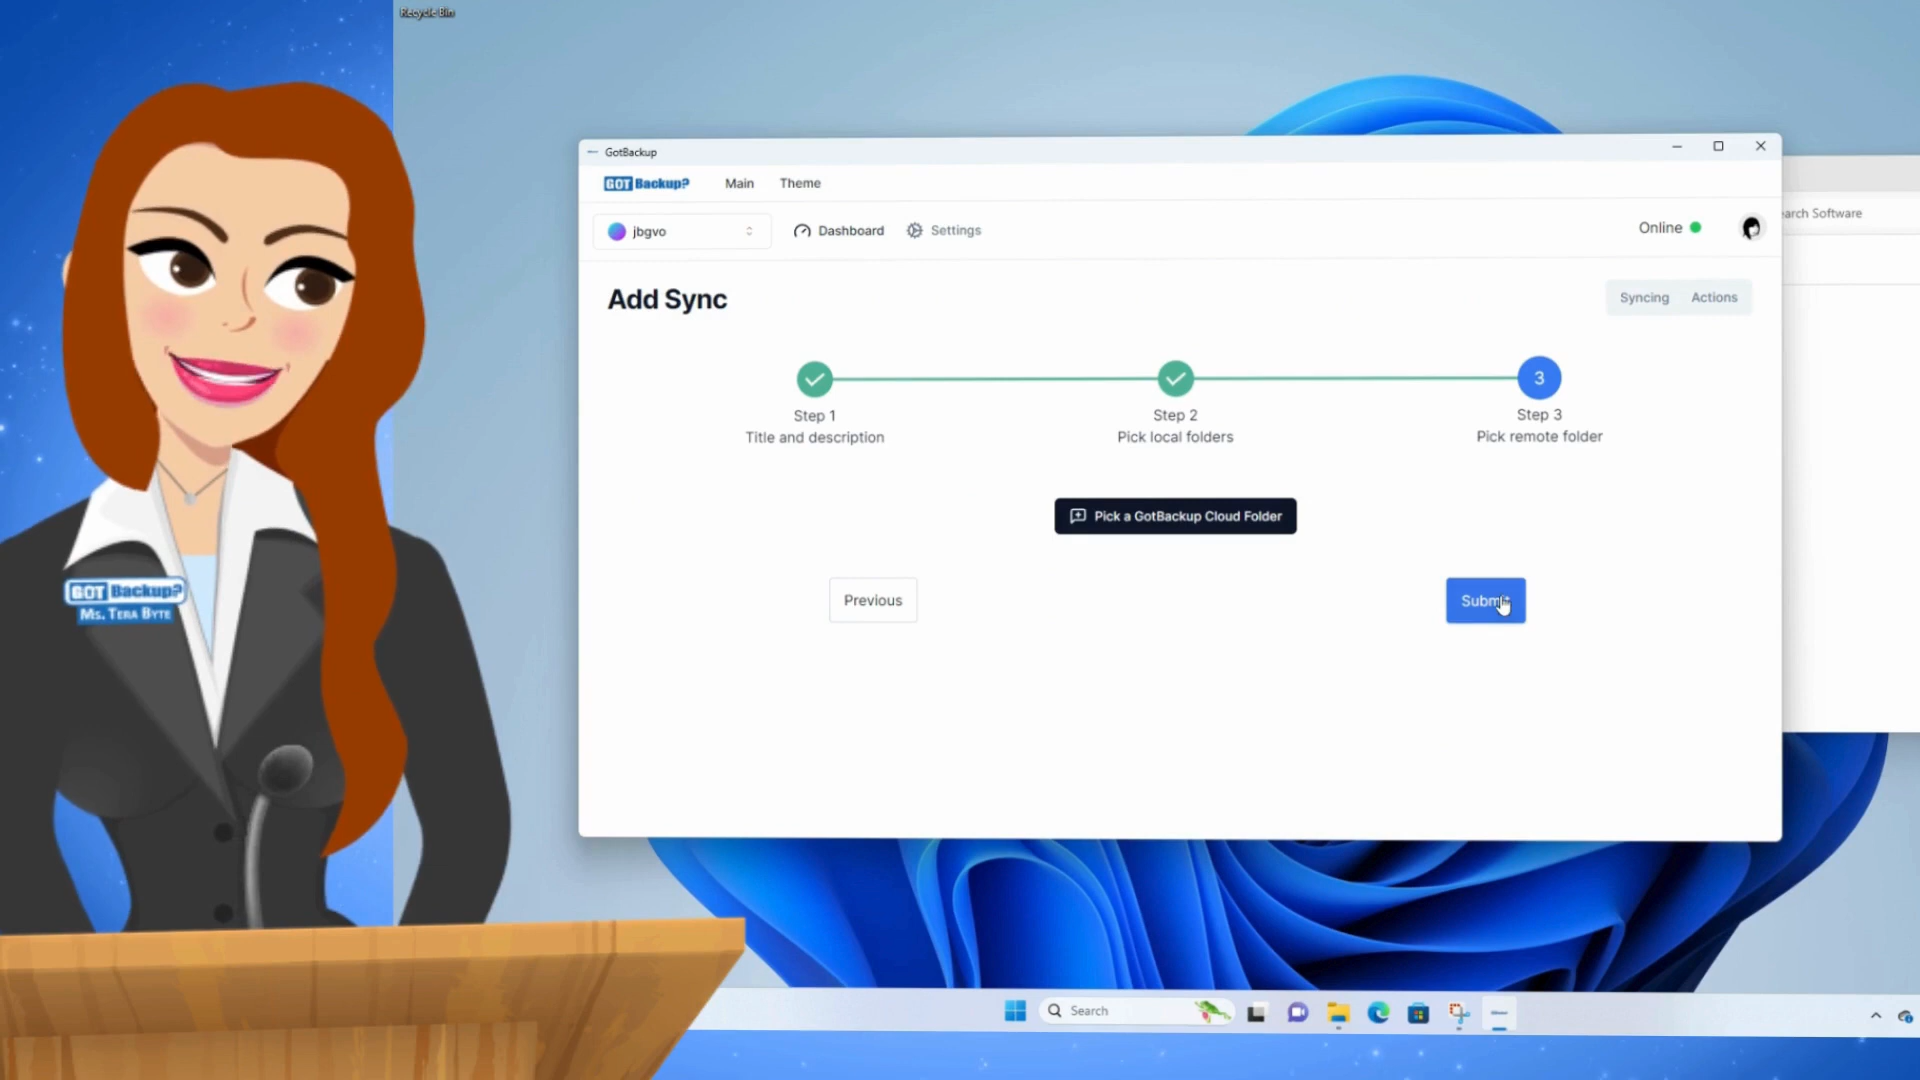 Recycle Bin
GotBackup
GOT Backup?
Main
Theme
jbgvo
Dashboard
Settings
Online
arch Software
Add Sync
Syncing
Actions
3
Step 1
Step 2
Step 3
Title and description
Pick local folders
Pick remote folder
Pick a GotBackup Cloud Folder
Previous
Subm
GOT Backup?
MS. TERA BYTE
Search